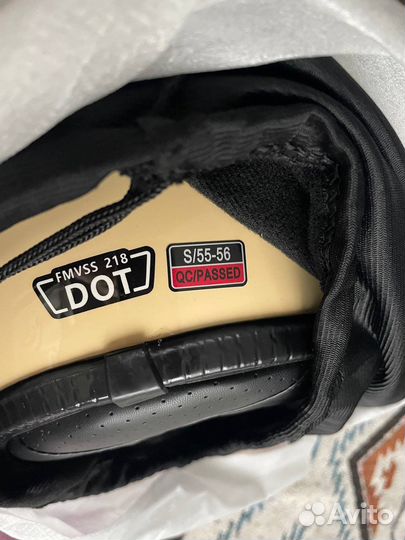 FMVSS 218
DOT
S/55-56
QC/PASSED
Avito